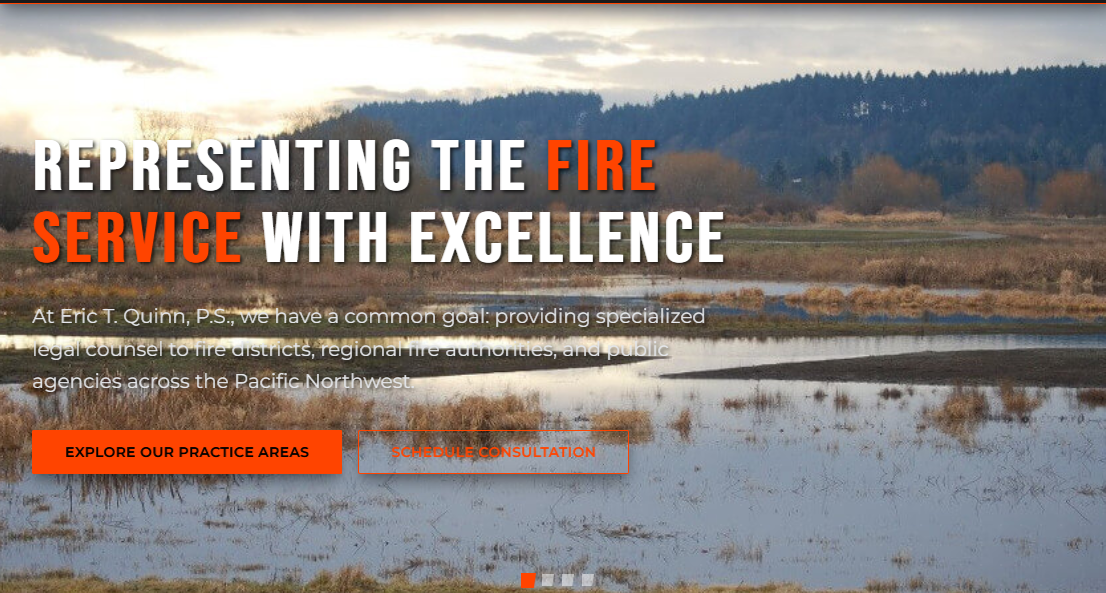 REPRESENTING THE FIRE
SERVICE WITH EXCELLENCE
At Eric T. Quinn, P.S., we have a common goal: providing specialized
legal counsel to fire districts, regional fire authorities, and public
agencies across the Pacific Northwest.
EXPLORE OUR PRACTICE AREAS
SCHEDULE CONSULTATION